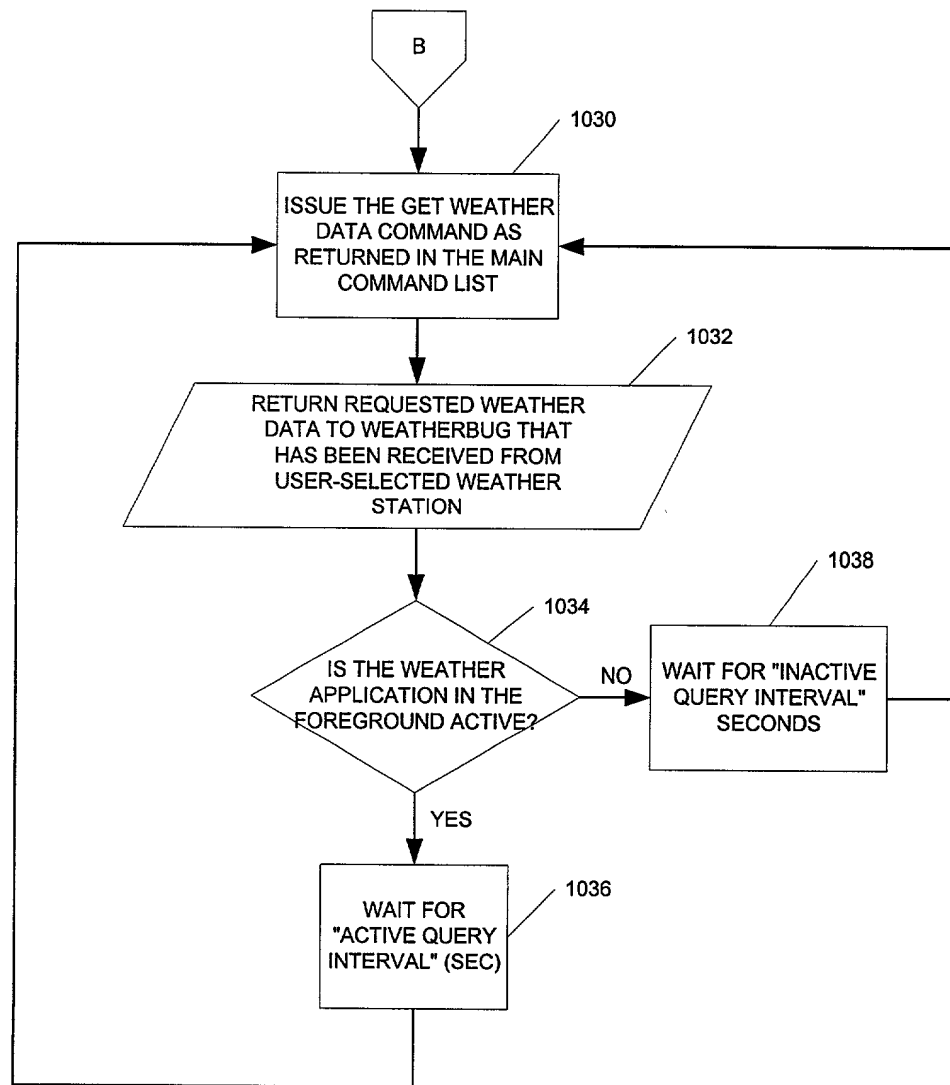 B
1030
ISSUE THE GET WEATHER
DATA COMMAND AS
RETURNED IN THE MAIN
COMMAND LIST
1032
RETURN REQUESTED WEATHER
DATA TO WEATHERBUG THAT
HAS BEEN RECEIVED FROM
USER-SELECTED WEATHER
STATION
1034
IS THE WEATHER
APPLICATION IN THE
FOREGROUND ACTIVE?
NO
1038
WAIT FOR "INACTIVE
QUERY INTERVAL"
SECONDS
YES
1036
WAIT FOR
"ACTIVE QUERY
INTERVAL" (SEC)